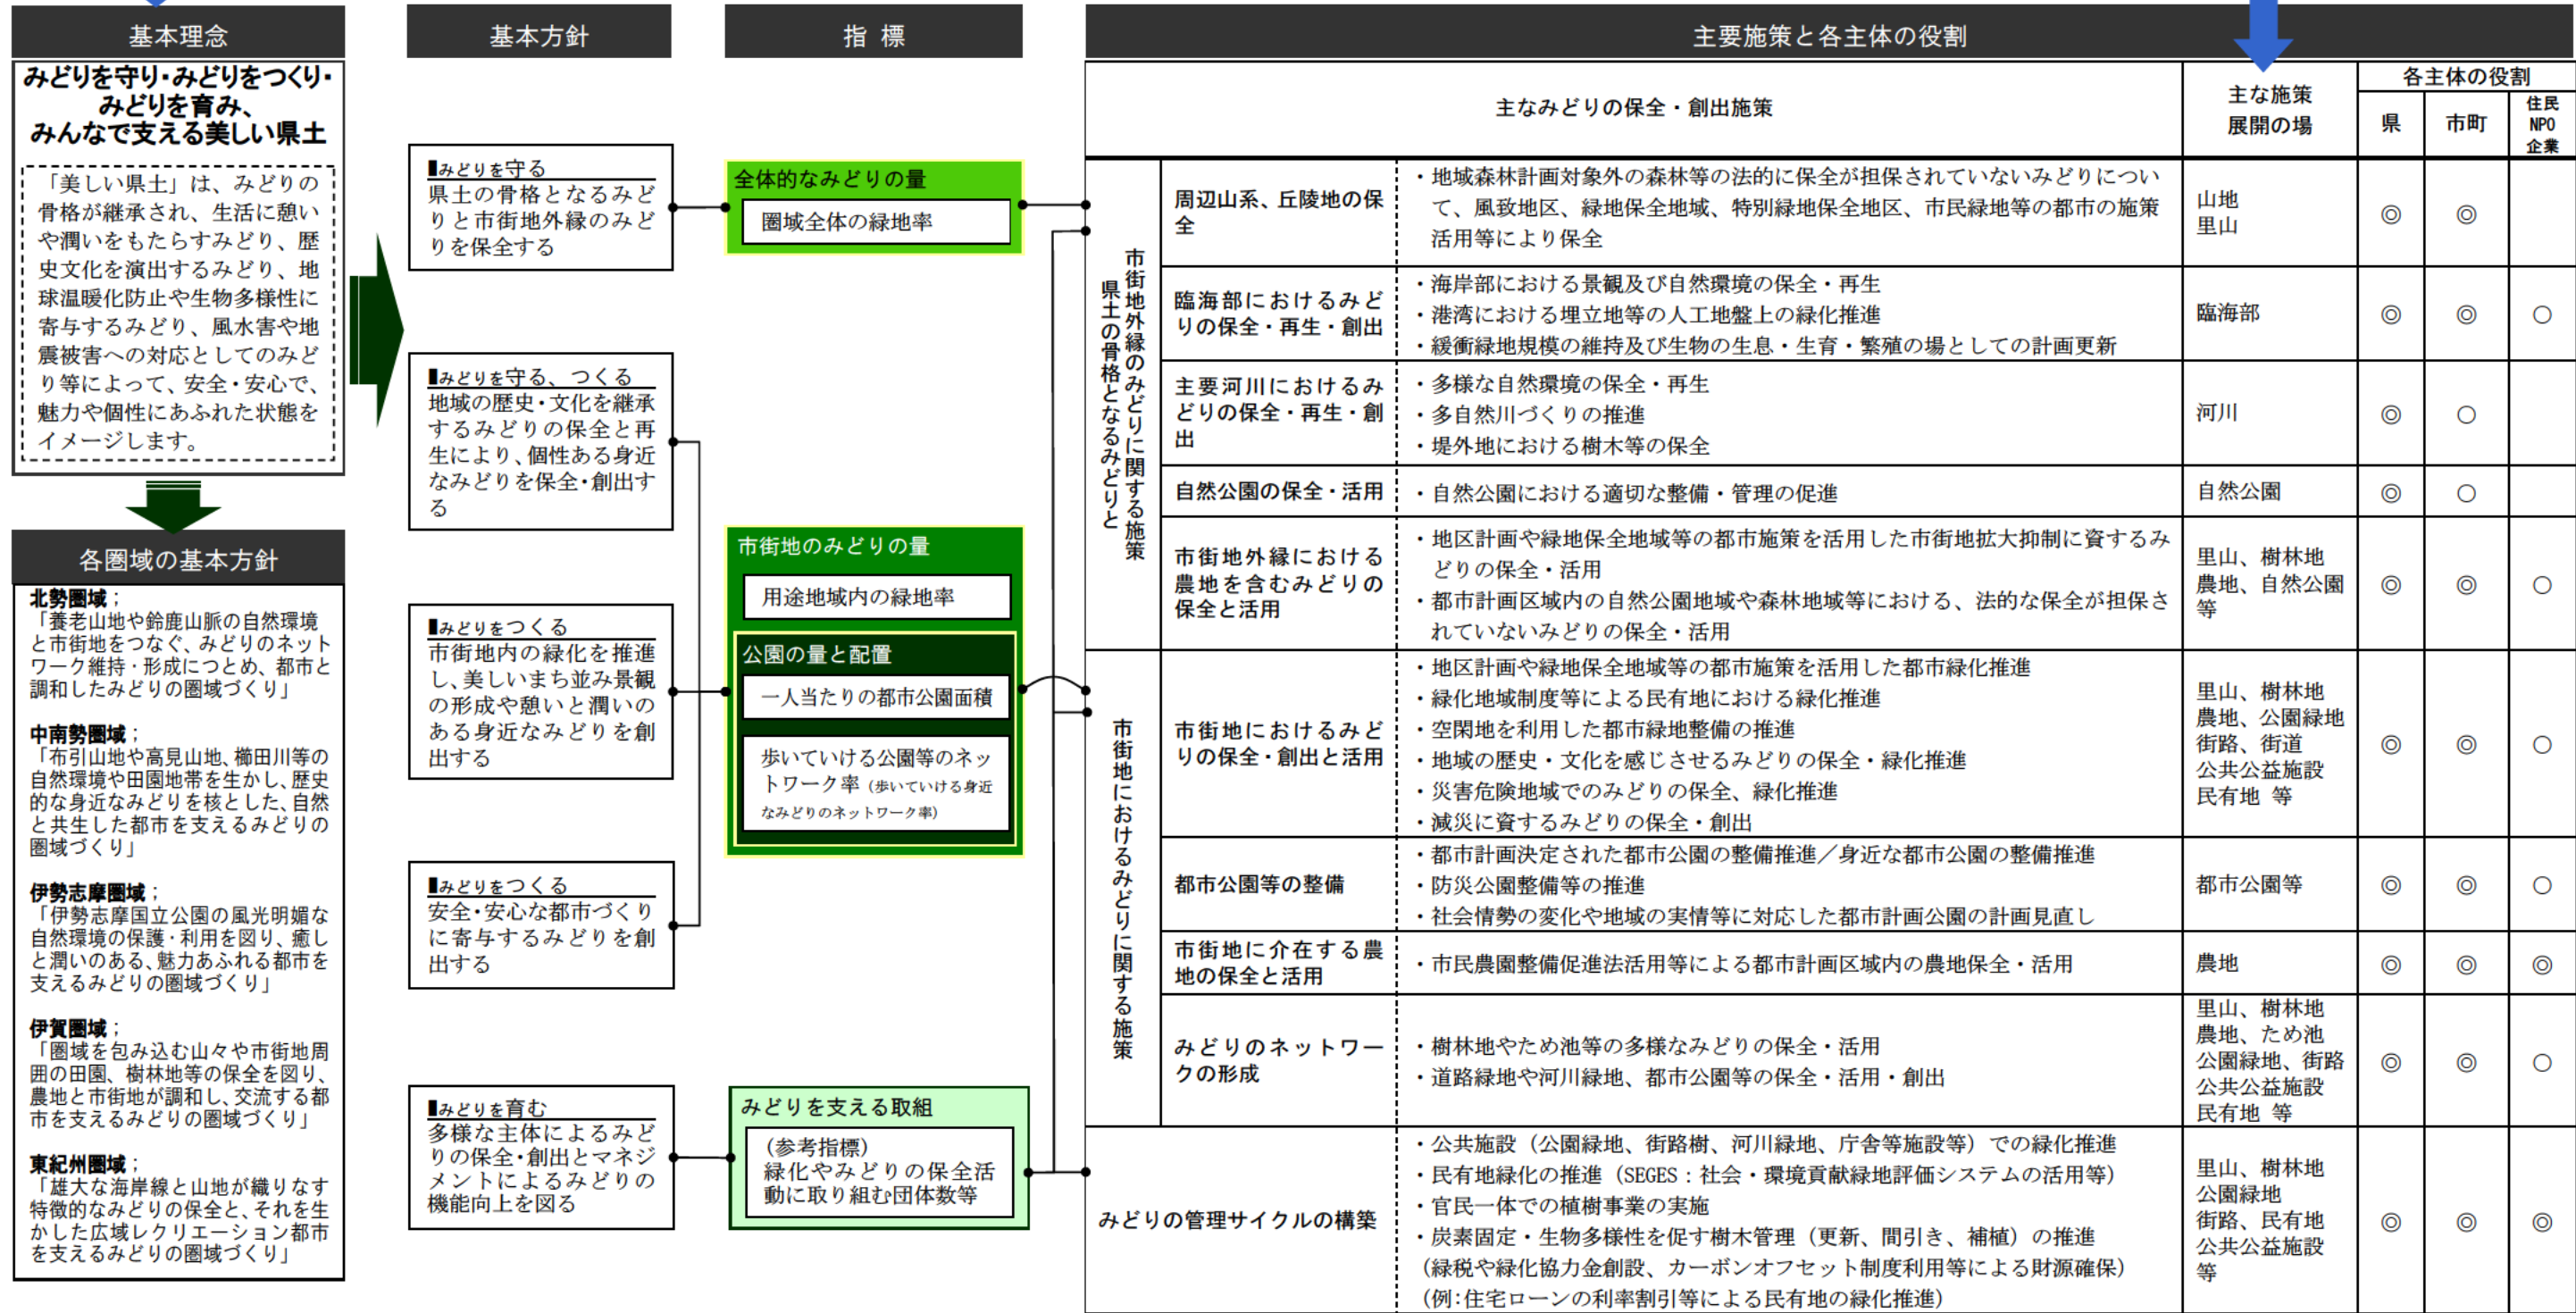 基本理念
みどりを守り・みどりをつくり・
みどりを育み、
みんなで支える美しい県土
「美しい県土」は、みどりの
骨格が継承され、生活に憩い
や潤いをもたらすみどり、歴
史文化を演出するみどり、地
球温暖化防止や生物多様性に
寄与するみどり、風水害や地
震被害への対応としてのみど
り等によって、安全・安心で、
魅力や個性にあふれた状態を
イメージします。
各圏域の基本方針
北勢圏域；
「養老山地や鈴鹿山脈の自然環境
と市街地をつなぐ、みどりのネット
ワーク維持・形成につとめ、都市と
調和したみどりの圏域づくり」
中南勢圏域；
「布引山地や高見山地、櫛田川等の
自然環境や田園地帯を生かし、歴史
的な身近なみどりを核とした、自然
と共生した都市を支えるみどりの
圏域づくり」
伊勢志摩圏域；
「伊勢志摩国立公園の風光明媚な
自然環境の保護・利用を図り、癒し
と潤いのある、魅力あふれる都市を
支えるみどりの圏域づくり」
伊賀圏域；
「圏域を包み込む山々や市街地周
囲の田園、樹林地等の保全を図り、
農地と市街地が調和し、交流する都
市を支えるみどりの圏域づくり」
東紀州圏域；
「雄大な海岸線と山地が織りなす
特徴的なみどりの保全と、それを生
かした広域レクリエーション都市
を支えるみどりの圏域づくり」
基本方針
■みどりを守る
県土の骨格となるみど
りと市街地外縁のみど
りを保全する
■みどりを守る、つくる
地域の歴史・文化を継承
するみどりの保全と再
生により、個性ある身近
なみどりを保全・創出す
る
■みどりをつくる
市街地内の緑化を推進
し、美しいまち並み景観
の形成や憩いと潤いの
ある身近なみどりを創
出する
■みどりをつくる
安全・安心な都市づくり
に寄与するみどりを創
出する
■みどりを育む
多様な主体によるみど
りの保全・創出とマネジ
メントによるみどりの
機能向上を図る
指 標
全体的なみどりの量
圏域全体の緑地率
市街地のみどりの量
用途地域内の緑地率
公園の量と配置
一人当たりの都市公園面積
歩いていける公園等のネッ
トワーク率（歩いていける身近
なみどりのネットワーク率）
みどりを支える取組
(参考指標)
緑化やみどりの保全活
動に取り組む団体数等
主要施策と各主体の役割
主なみどりの保全・創出施策
主な施策
展開の場
各主体の役割
県
市町
住民
NPO
企業
県土の骨格となるみどりと
市街地外縁のみどりに関する施策
周辺山系、丘陵地の保
全
・地域森林計画対象外の森林等の法的に保全が担保されていないみどりについ
て、風致地区、緑地保全地域、特別緑地保全地区、市民緑地等の都市の施策
活用等により保全
山地
里山
◎ ◎
臨海部におけるみど
りの保全・再生・創出
・海岸部における景観及び自然環境の保全・再生
・港湾における埋立地等の人工地盤上の緑化推進
・緩衝緑地規模の維持及び生物の生息・生育・繁殖の場としての計画更新
臨海部
◎ ◎ ○
主要河川におけるみ
どりの保全・再生・創
出
・多様な自然環境の保全・再生
・多自然川づくりの推進
・堤外地における樹木等の保全
河川
◎ ○
自然公園の保全・活用
・自然公園における適切な整備・管理の促進
自然公園
◎ ○
市街地外縁における
農地を含むみどりの
保全と活用
・地区計画や緑地保全地域等の都市施策を活用した市街地拡大抑制に資するみ
どりの保全・活用
・都市計画区域内の自然公園地域や森林地域等における、法的な保全が担保さ
れていないみどりの保全・活用
里山、樹林地
農地、自然公園
等
◎ ◎ ○
市街地におけるみどりに関する施策
市街地におけるみど
りの保全・創出と活用
・地区計画や緑地保全地域等の都市施策を活用した都市緑化推進
・緑化地域制度等による民有地における緑化推進
・空閑地を利用した都市緑地整備の推進
・地域の歴史・文化を感じさせるみどりの保全・緑化推進
・災害危険地域でのみどりの保全、緑化推進
・減災に資するみどりの保全・創出
里山、樹林地
農地、公園緑地
街路、街道
公共公益施設
民有地 等
◎ ◎ ○
都市公園等の整備
・都市計画決定された都市公園の整備推進／身近な都市公園の整備推進
・防災公園整備等の推進
・社会情勢の変化や地域の実情等に対応した都市計画公園の計画見直し
都市公園等
◎ ◎ ○
市街地に介在する農
地の保全と活用
・市民農園整備促進法活用等による都市計画区域内の農地保全・活用
農地
◎ ◎ ◎
みどりのネットワー
クの形成
・樹林地やため池等の多様なみどりの保全・活用
・道路緑地や河川緑地、都市公園等の保全・活用・創出
里山、樹林地
農地、ため池
公園緑地、街路
公共公益施設
民有地 等
◎ ◎ ○
みどりの管理サイクルの構築
・公共施設（公園緑地、街路樹、河川緑地、庁舎等施設等）での緑化推進
・民有地緑化の推進（SEGES：社会・環境貢献緑地評価システムの活用等）
・官民一体での植樹事業の実施
・炭素固定・生物多様性を促す樹木管理（更新、間引き、補植）の推進
（緑税や緑化協力金創設、カーボンオフセット制度利用等による財源確保）
（例：住宅ローンの利率割引等による民有地の緑化推進）
里山、樹林地
公園緑地
街路、民有地
公共公益施設
等
◎ ◎ ◎